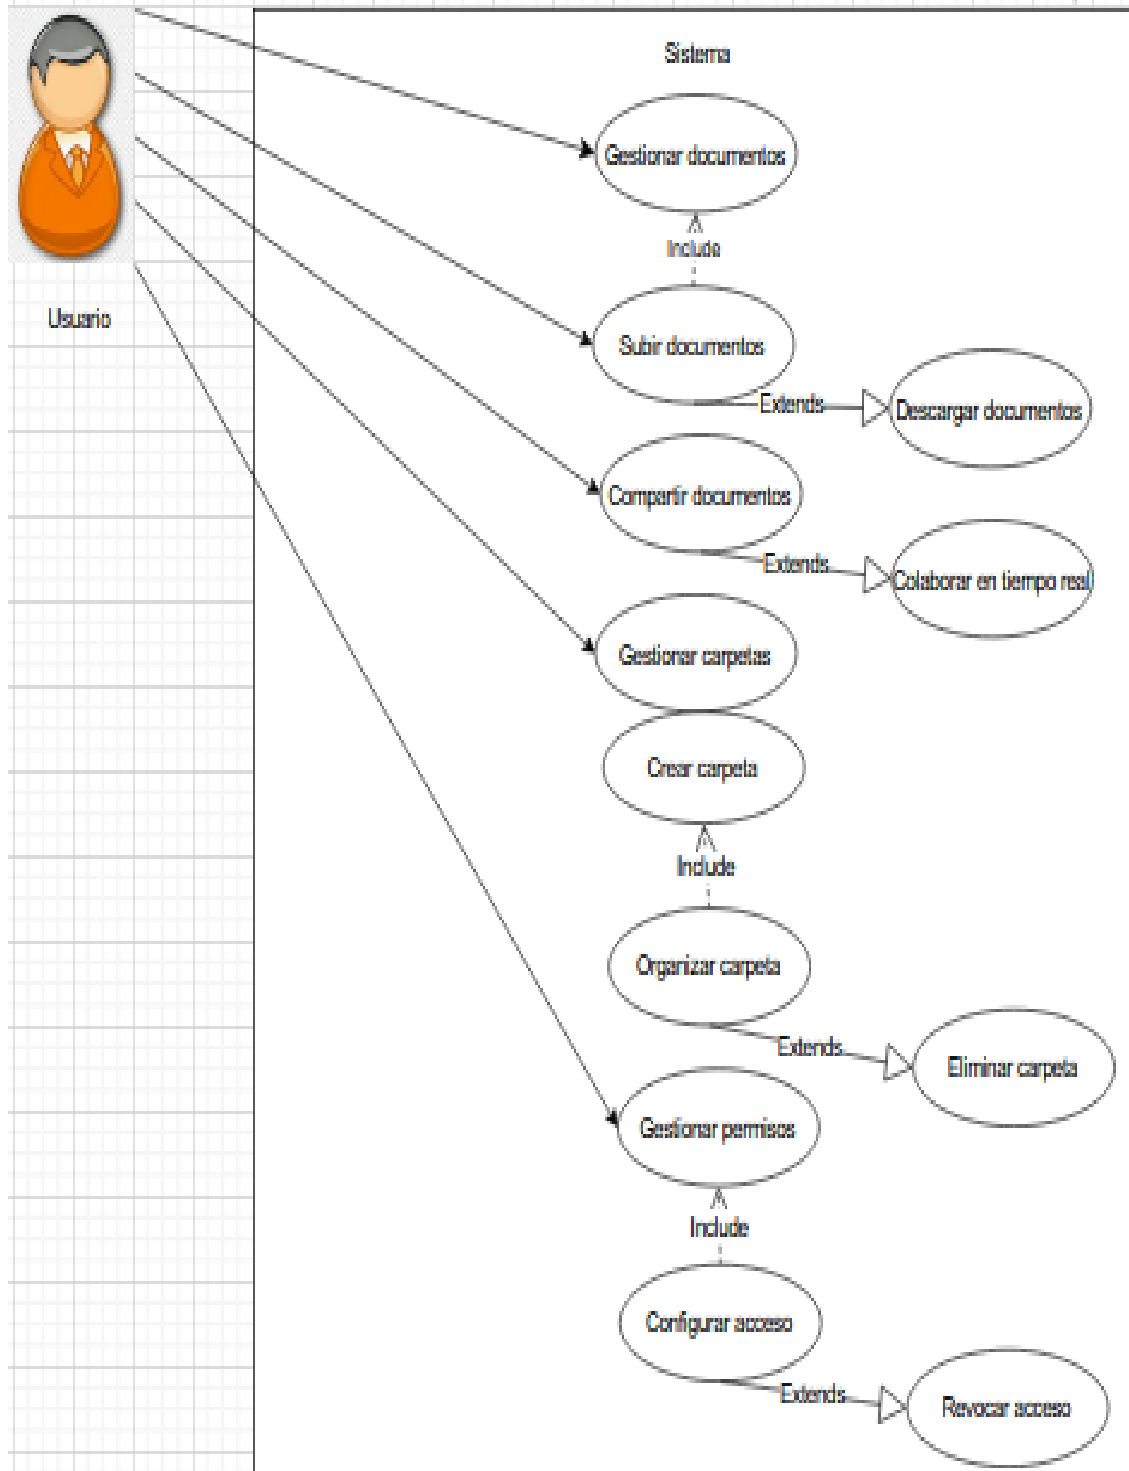 Sistema
Gestionar documentos
Include
Usuario
Subir documentos
Extends
Descargar documentos
Compartir documentos
Extends
Colaborar en tiempo real
Gestionar carpetas
Crear carpeta
Include
Organizar carpeta
Extends
Eliminar carpeta
Gestionar permisos
Include
Configurar acceso
Extends
Revocar acceso